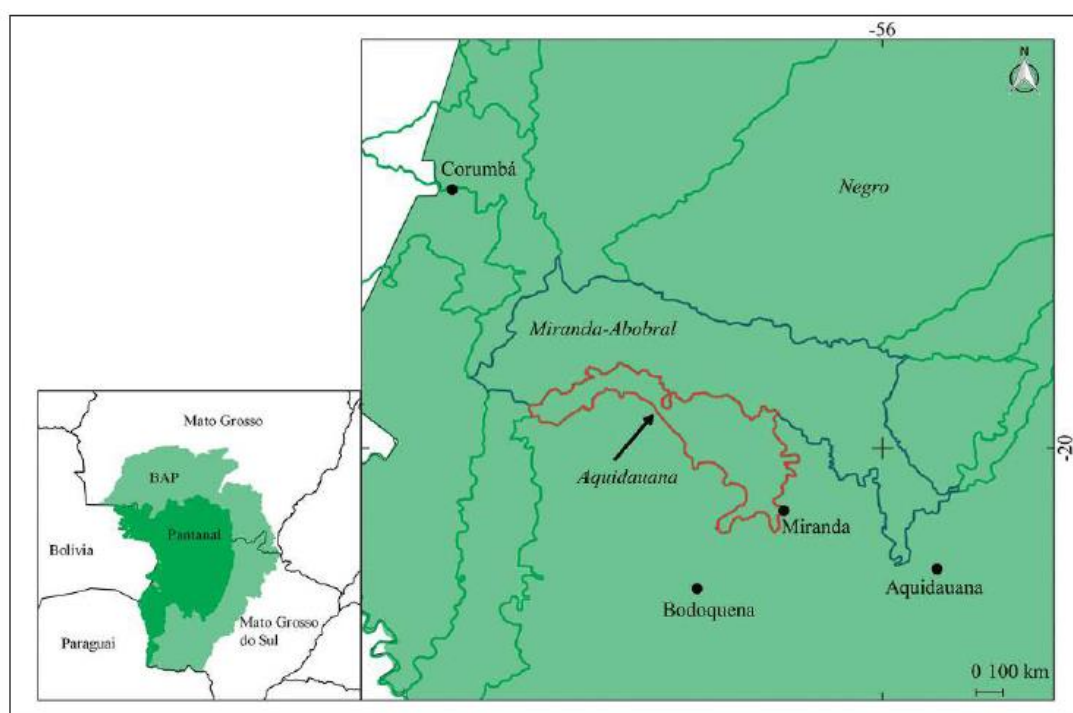 -56
N
Corumbá
Negro
Miranda-Abobral
-20
Aquidauana
Miranda
Aquidauana
Bodoquena
0 100 km
Mato Grosso
BAP
Pantanal
Bolívia
Mato Grosso
do Sul
Paraguai